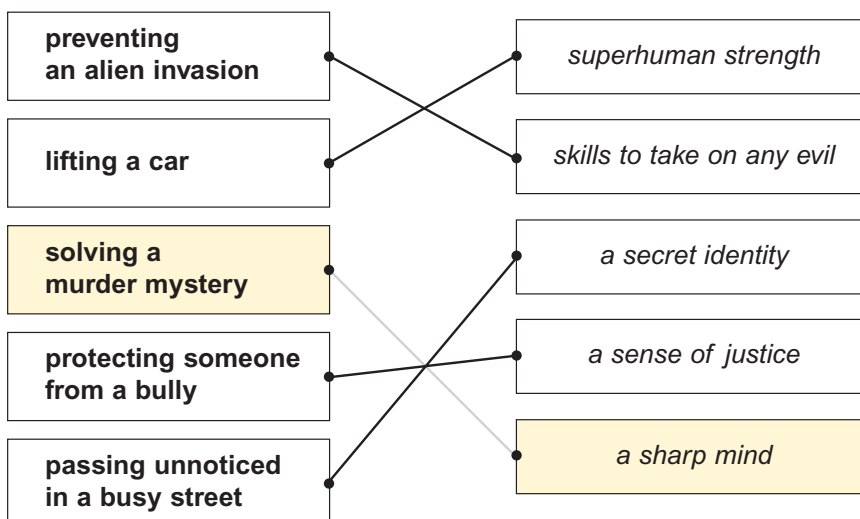 preventing
an alien invasion
lifting a car
solving a
murder mystery
protecting someone
from a bully
passing unnoticed
in a busy street
superhuman strength
skills to take on any evil
a secret identity
a sense of justice
a sharp mind